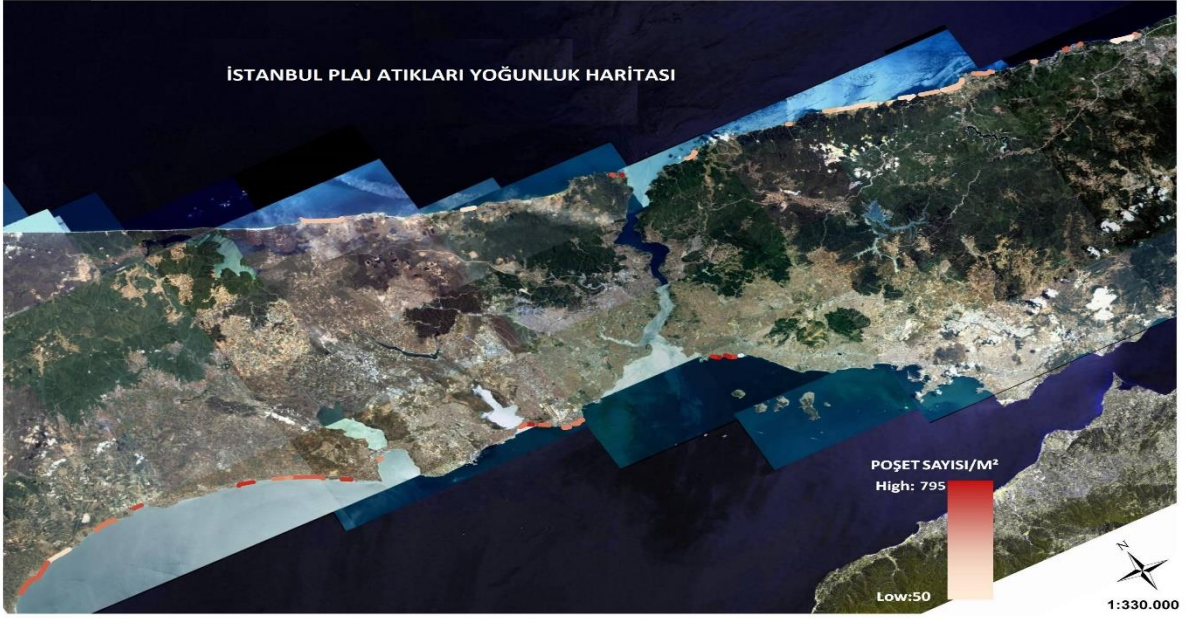 İSTANBUL PLAJ ATIKLARI YOĞUNLUK HARİTASI
POŞET SAYISI/M²
High: 795
Low:50
N
1:330.000